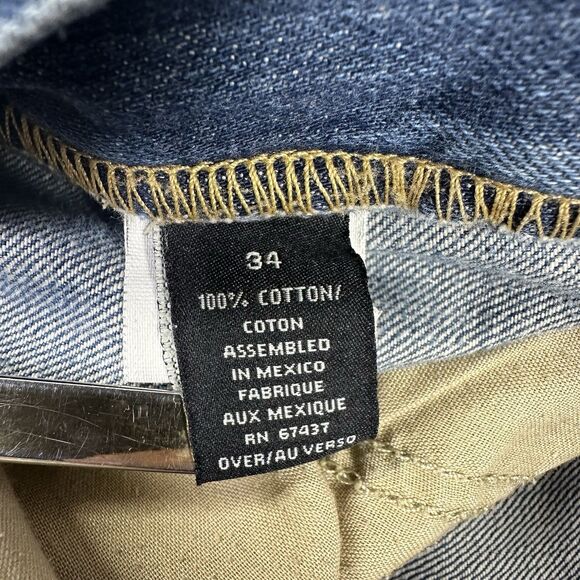 34
100% COTTON/
COTON
ASSEMBLED
IN MEXICO
FABRIQUE
AUX MEXIQUE
RN 67437
OVER/AU VERSO